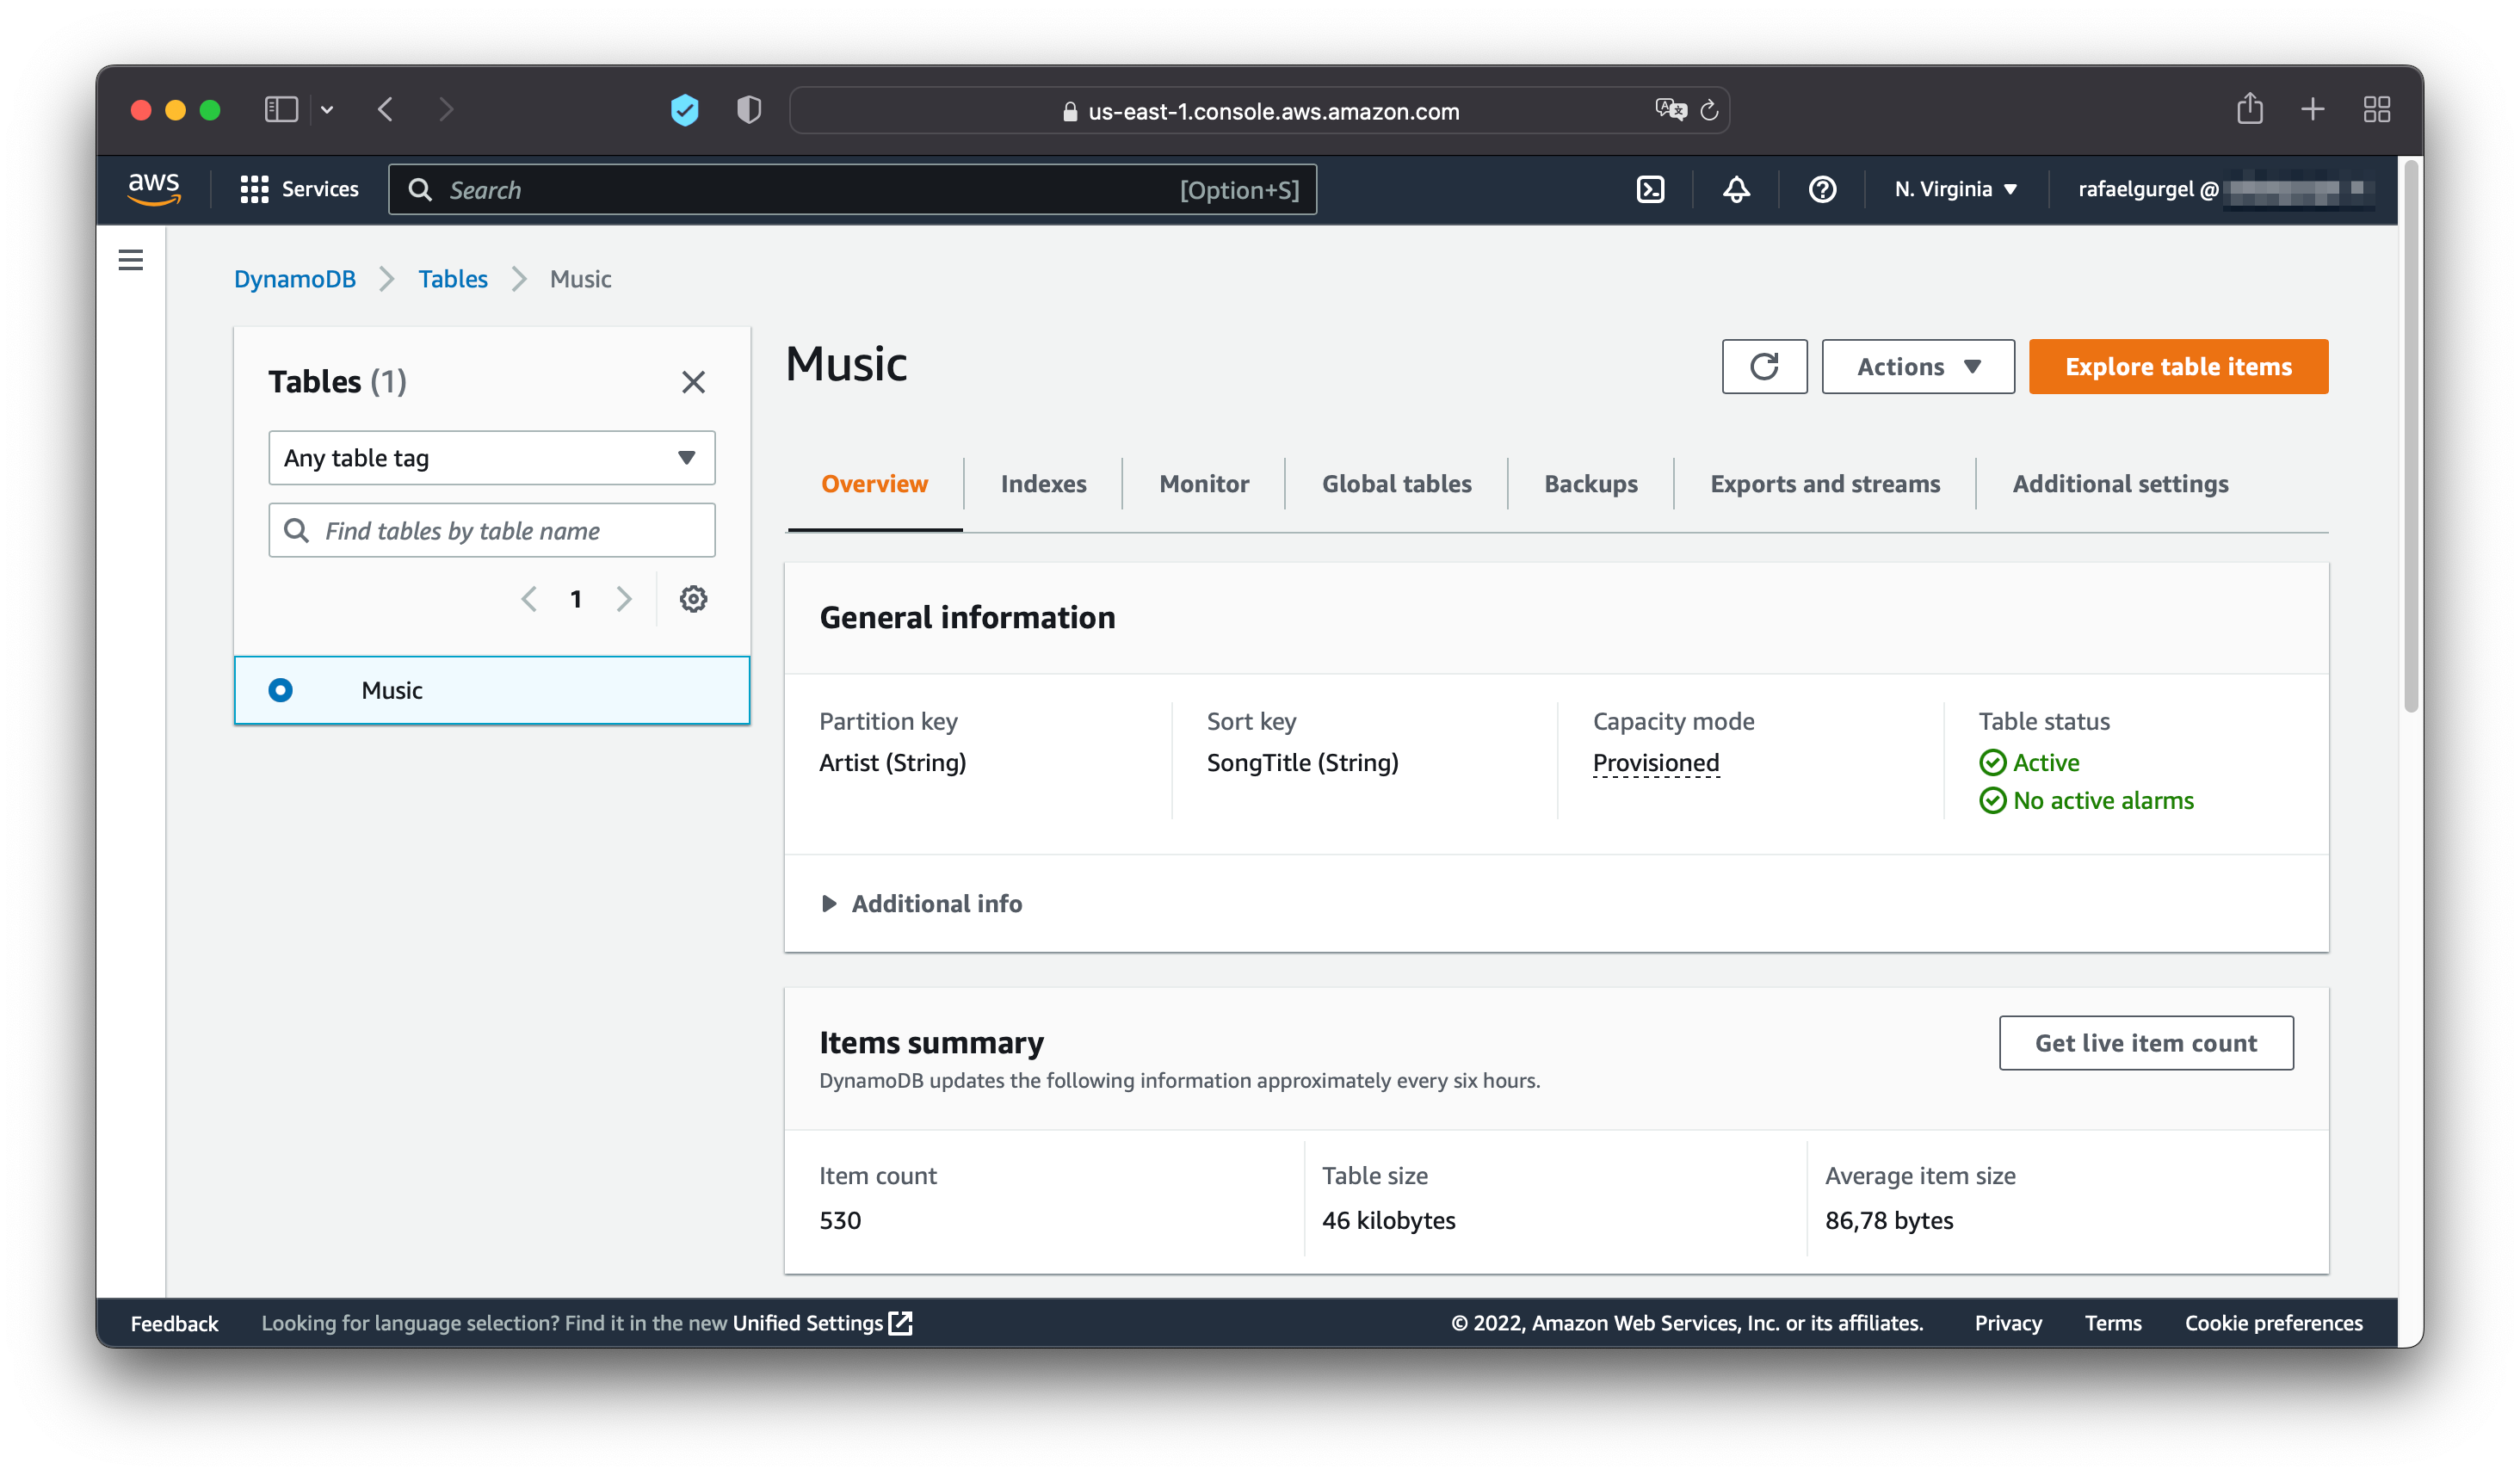 us-east-1.console.aws.amazon.com
aws
Services
Search
[Option+S]
N. Virginia
rafaelgurgel @
DynamoDB
Tables
Music
Tables (1)
Any table tag
Find tables by table name
1
Music
Music
Actions
Explore table items
Overview
Indexes
Monitor
Global tables
Backups
Exports and streams
Additional settings
General information
Partition key
Artist (String)
Sort key
SongTitle (String)
Capacity mode
Provisioned
Table status
Active
No active alarms
Additional info
Items summary
DynamoDB updates the following information approximately every six hours.
Get live item count
Item count
530
Table size
46 kilobytes
Average item size
86,78 bytes
Feedback
Looking for language selection? Find it in the new Unified Settings
© 2022, Amazon Web Services, Inc. or its affiliates.
Privacy
Terms
Cookie preferences